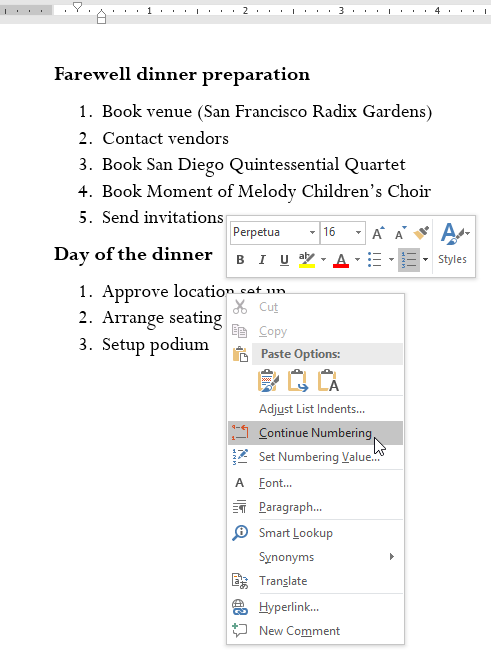 1 2 3 4
Farewell dinner preparation
1. Book venue (San Francisco Radix Gardens)
2. Contact vendors
3. Book San Diego Quintessential Quartet
4. Book Moment of Melody Children’s Choir
5. Send invitations
Perpetua 16 A A A
B I U ab A Styles
Day of the dinner
1. Approve location set up
2. Arrange seating
3. Setup podium
Cut
Copy
Paste Options:
A
Adjust List Indents...
Continue Numbering
Set Numbering Value...
A Font...
Paragraph...
Smart Lookup
Synonyms
Translate
Hyperlink...
New Comment